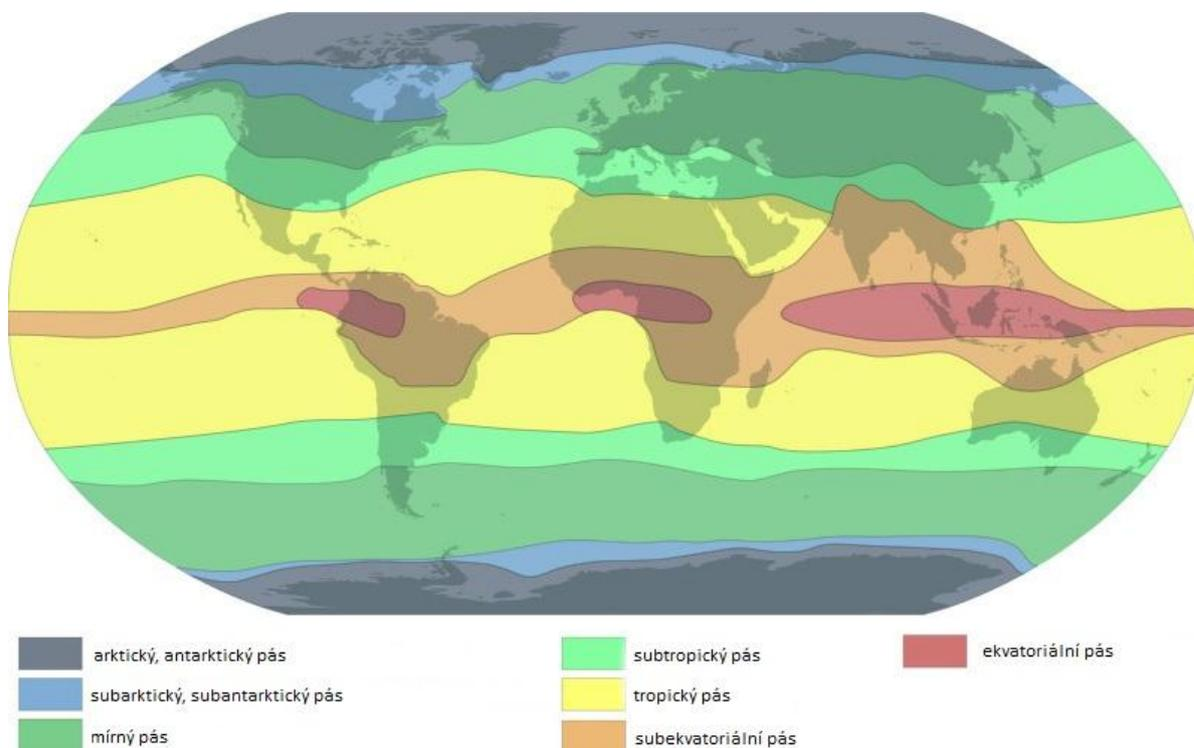 arktický, antarktický pás
subarktický, subantarktický pás
mírný pás
subtropický pás
tropický pás
subekvatoriální pás
ekvatoriální pás